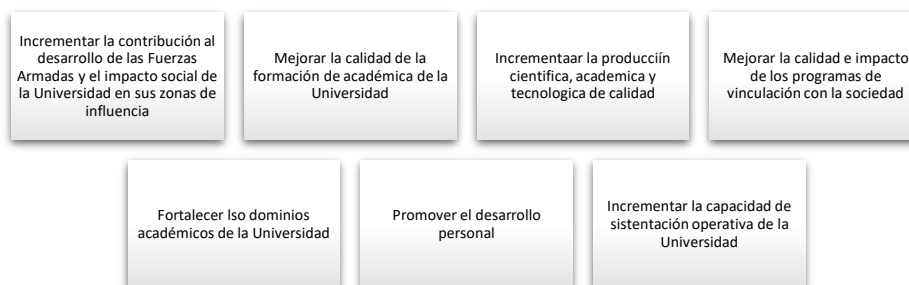 Incrementar la contribución al
desarrollo de las Fuerzas
Armadas y el impacto social de
la Universidad en sus zonas de
influencia
Mejorar la calidad de la
formación de académica de la
Universidad
Incrementaar la producciín
cientifica, academica y
tecnologica de calidad
Mejorar la calidad e impacto
de los programas de
vinculación con la sociedad
Fortalecer lso dominios
académicos de la Universidad
Promover el desarrollo
personal
Incrementar la capacidad de
sistentación operativa de la
Universidad